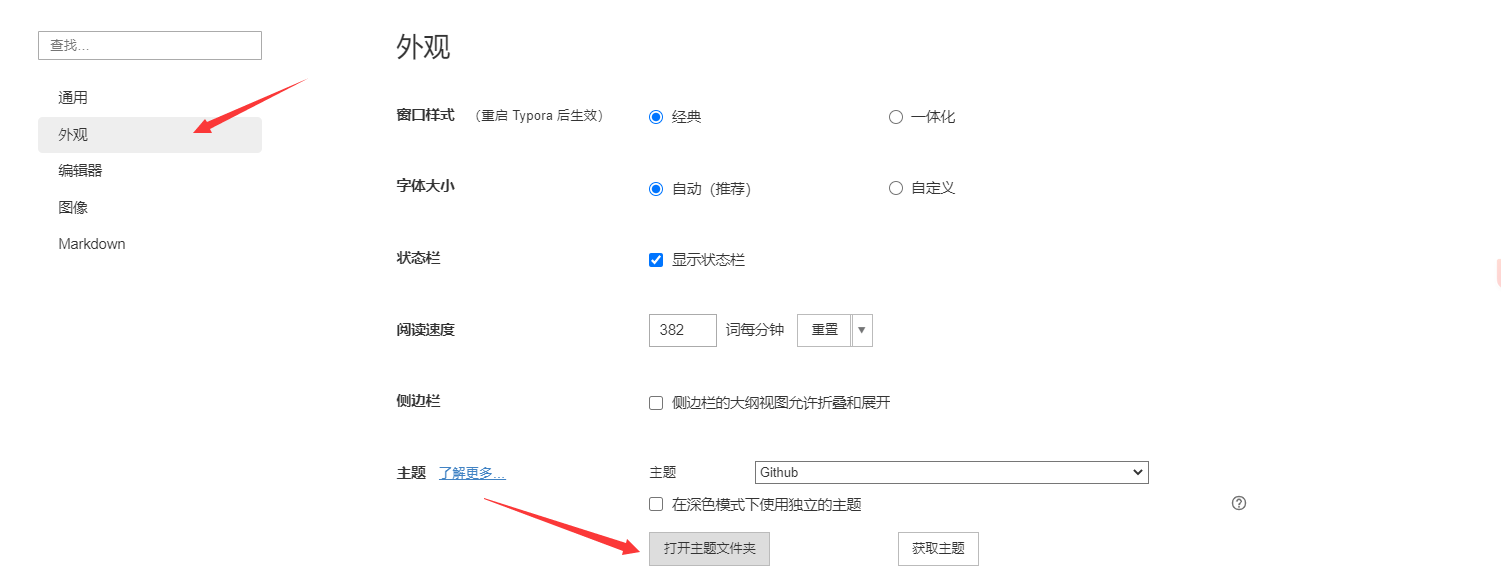 查找...
通用
外观
编辑器
图像
Markdown
外观
窗口样式 （重启 Typora 后生效） 经典 一体化
字体大小 自动（推荐） 自定义
状态栏 显示状态栏
阅读速度 382 词每分钟 重置
侧边栏 侧边栏的大纲视图允许折叠和展开
主题 了解更多... 主题 Github
在深色模式下使用独立的主题
打开主题文件夹 获取主题